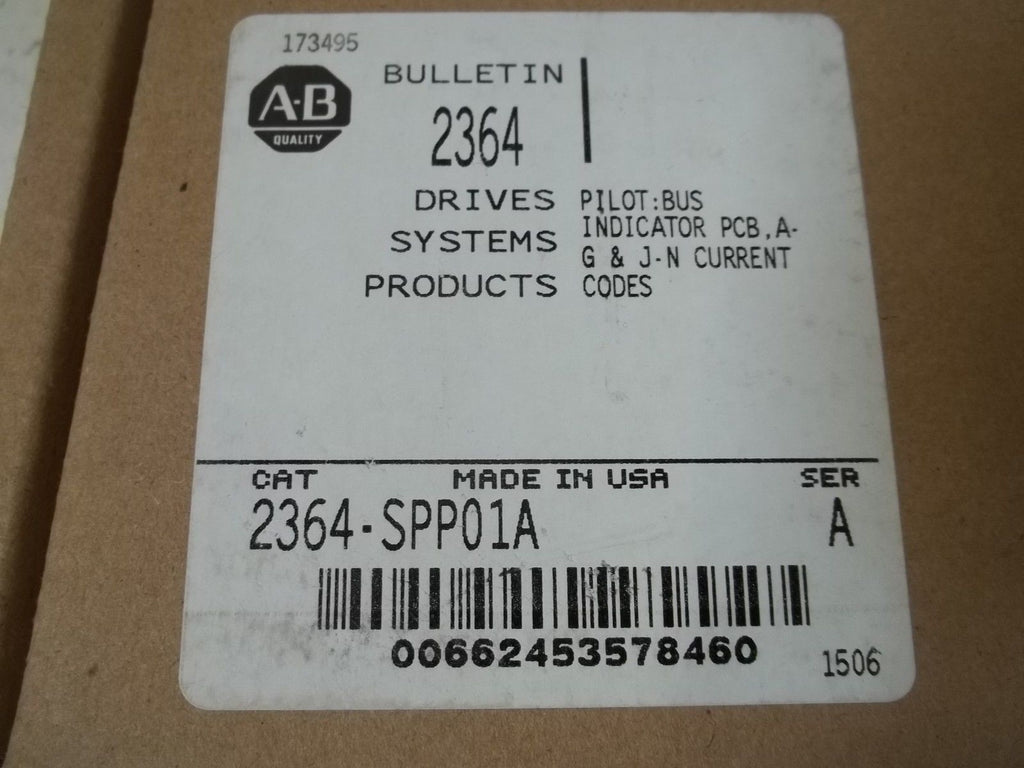 173495
A·B
QUALITY
BULLETIN
2364
DRIVES
SYSTEMS
PRODUCTS
PILOT:BUS
INDICATOR PCB,A-
G & J-N CURRENT
CODES
CAT MADE IN USA SER
2364-SPP01A A
00662453578460
1506